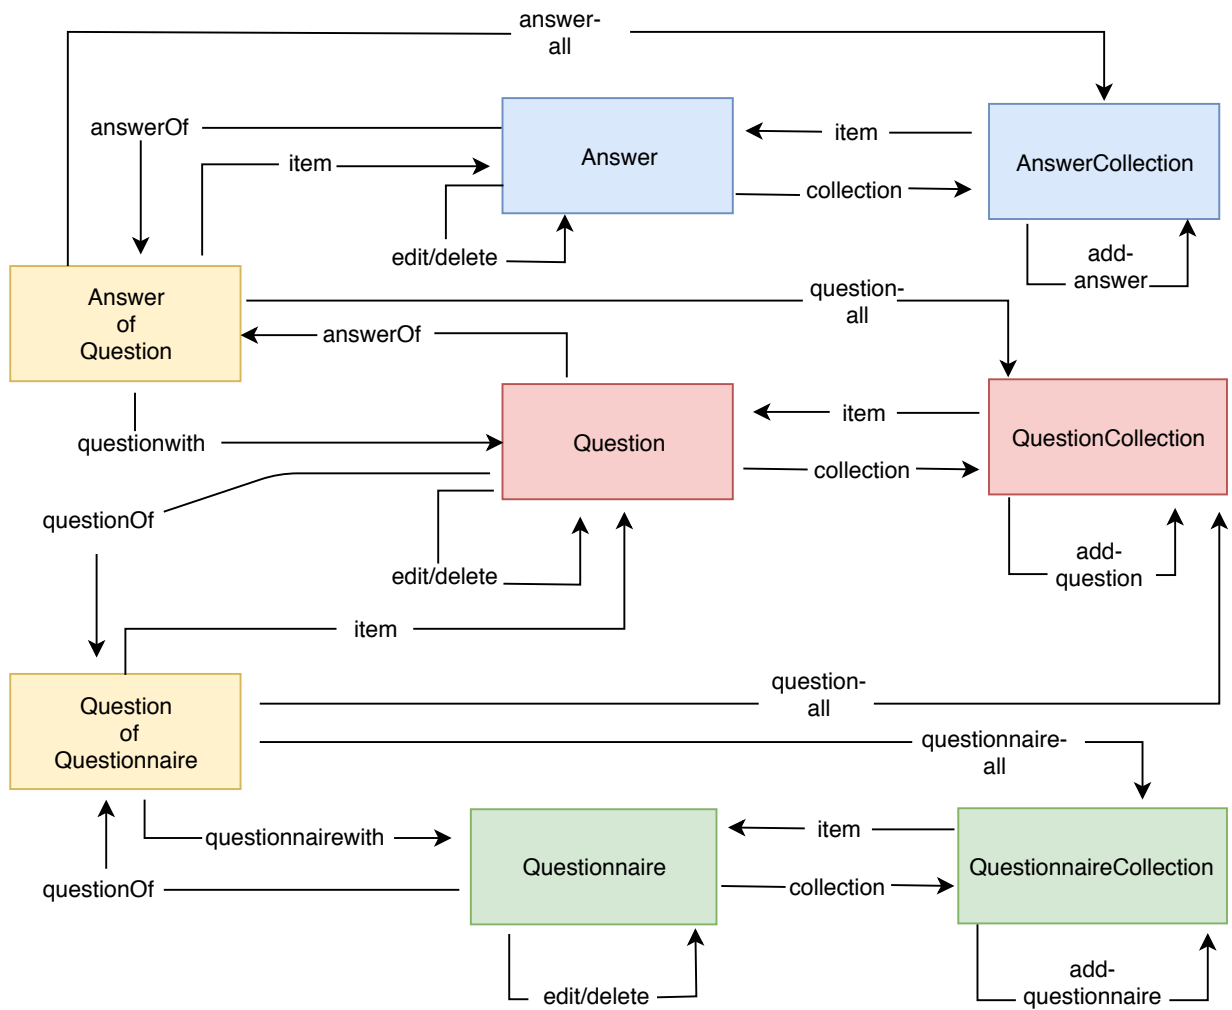 answer-
all
answerOf
item
Answer
item
AnswerCollection
collection
edit/delete
add-
answer
Answer
of
Question
question-
all
answerOf
item
questionwith
Question
QuestionCollection
collection
questionOf
edit/delete
add-
question
item
question-
all
Question
of
Questionnaire
questionnaire-
all
questionnairewith
item
Questionnaire
QuestionnaireCollection
questionOf
collection
edit/delete
add-
questionnaire